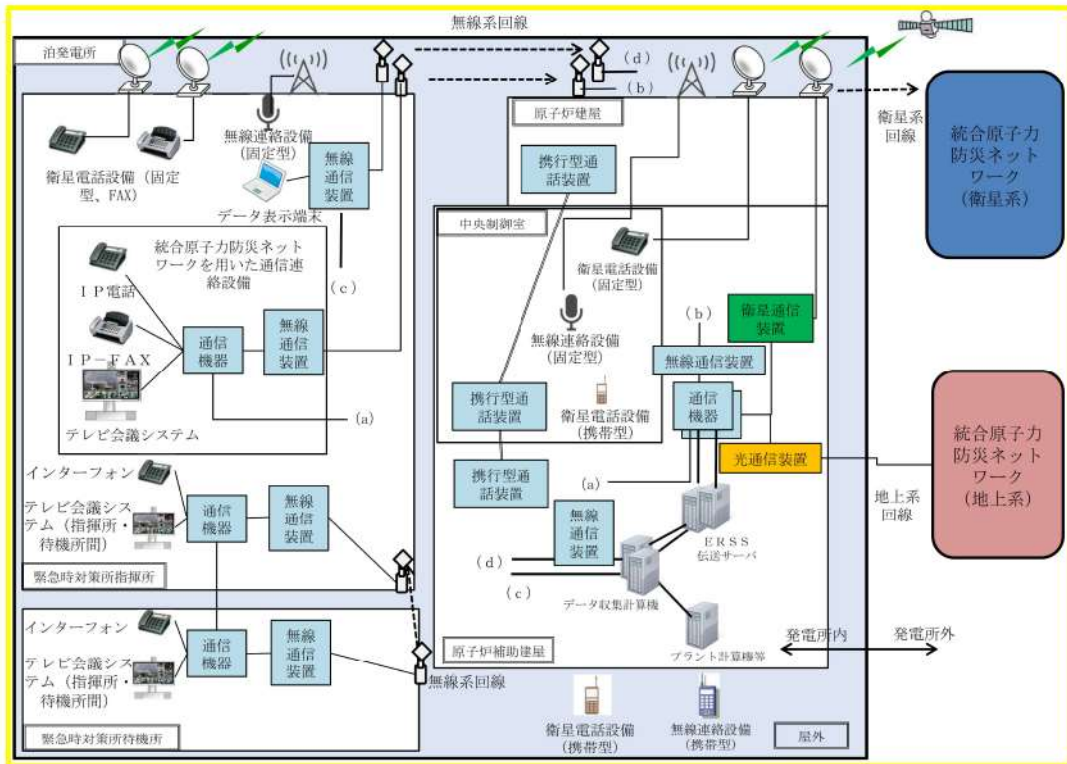 無線系回線
泊発電所
(d)
(b)
原子炉建屋
衛星系
回線
統合原子力
防災ネット
ワーク
(衛星系)
無線連絡設備
(固定型)
無線
通信
装置
衛星電話設備(固定
型、FAX)
データ表示端末
携行型通
話装置
中央制御室
衛星電話設備
(固定型)
統合原子力防災ネット
ワークを用いた通信連
絡設備
(c)
IP電話
通信
機器
無線
通信
装置
IP-FAX
テレビ会議システム
(a)
(b)
衛星通信
装置
無線連絡設備
(固定型)
無線通信装置
携行型通
話装置
衛星電話設備
(携帯型)
通信
機器
光通信装置
統合原子力
防災ネット
ワーク
(地上系)
地上系
回線
携行型通
話装置
(a)
無線
通信
装置
ERSS
伝送サーバ
(d)
(c)
データ収集計算機
プラント計算機等
原子炉補助建屋
発電所内
発電所外
インターフォン
テレビ会議シス
テム(指揮所・
待機所間)
通信
機器
無線
通信
装置
緊急時対策所指揮所
インターフォン
テレビ会議シス
テム(指揮所・
待機所間)
通信
機器
無線
通信
装置
無線系回線
緊急時対策所待機所
衛星電話設備
(携帯型)
無線連絡設備
(携帯型)
屋外